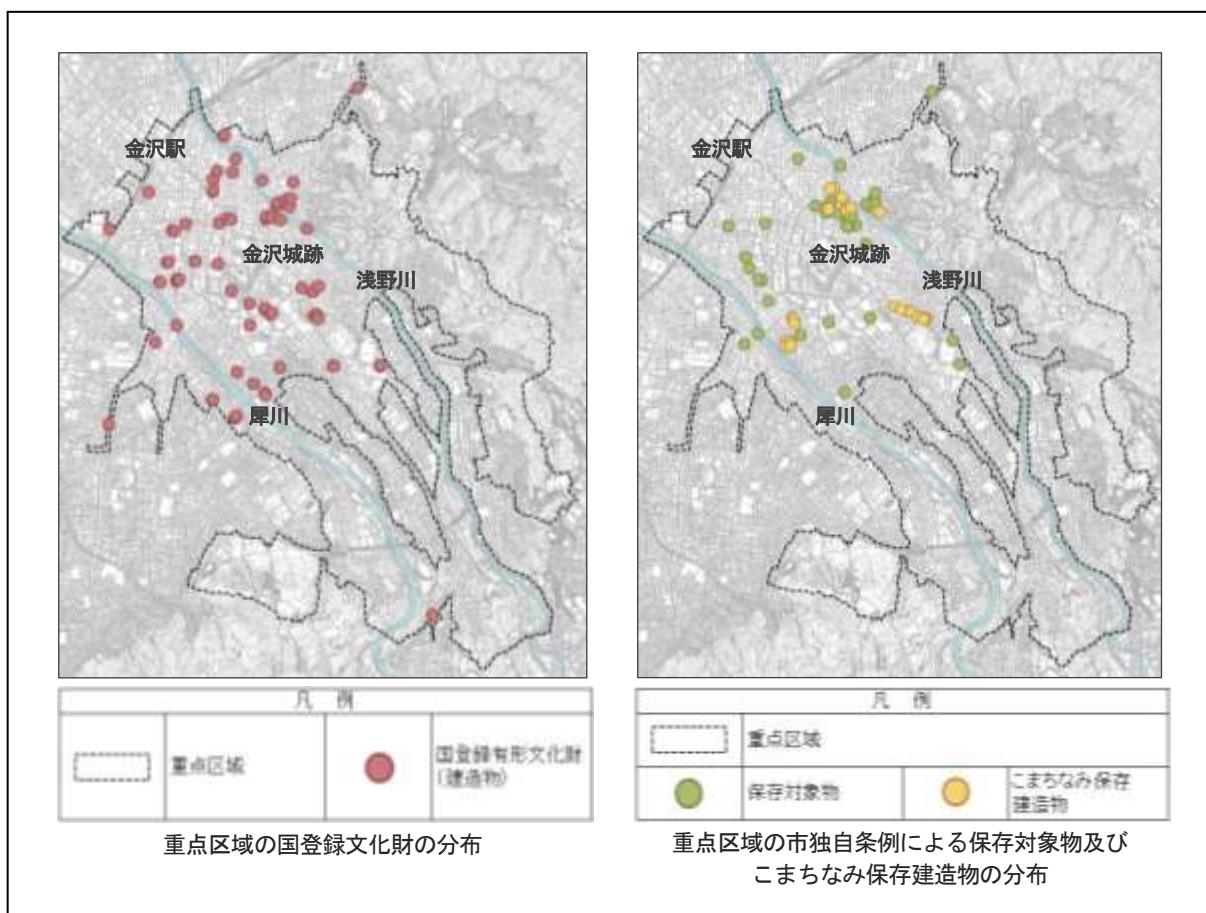 金沢駅
金沢城跡
浅野川
犀川
凡 例
重点区域
国登録有形文化財
(建造物)
重点区域の国登録文化財の分布
金沢駅
金沢城跡
浅野川
犀川
凡 例
重点区域
保存対象物
こまちなみ保存
建造物
重点区域の市独自条例による保存対象物及び
こまちなみ保存建造物の分布